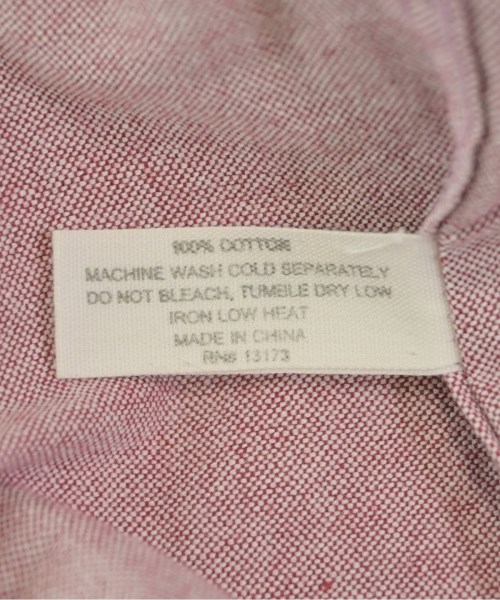 100% COTTON
MACHINE WASH COLD SEPARATELY
DO NOT BLEACH, TUMBLE DRY LOW
IRON LOW HEAT
MADE IN CHINA
RN# 13173